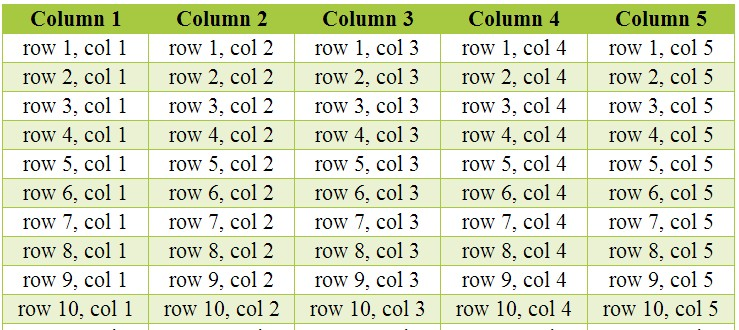 Column 1 Column 2 Column 3 Column 4 Column 5
row 1, col 1 row 1, col 2 row 1, col 3 row 1, col 4 row 1, col 5
row 2, col 1 row 2, col 2 row 2, col 3 row 2, col 4 row 2, col 5
row 3, col 1 row 3, col 2 row 3, col 3 row 3, col 4 row 3, col 5
row 4, col 1 row 4, col 2 row 4, col 3 row 4, col 4 row 4, col 5
row 5, col 1 row 5, col 2 row 5, col 3 row 5, col 4 row 5, col 5
row 6, col 1 row 6, col 2 row 6, col 3 row 6, col 4 row 6, col 5
row 7, col 1 row 7, col 2 row 7, col 3 row 7, col 4 row 7, col 5
row 8, col 1 row 8, col 2 row 8, col 3 row 8, col 4 row 8, col 5
row 9, col 1 row 9, col 2 row 9, col 3 row 9, col 4 row 9, col 5
row 10, col 1 row 10, col 2 row 10, col 3 row 10, col 4 row 10, col 5